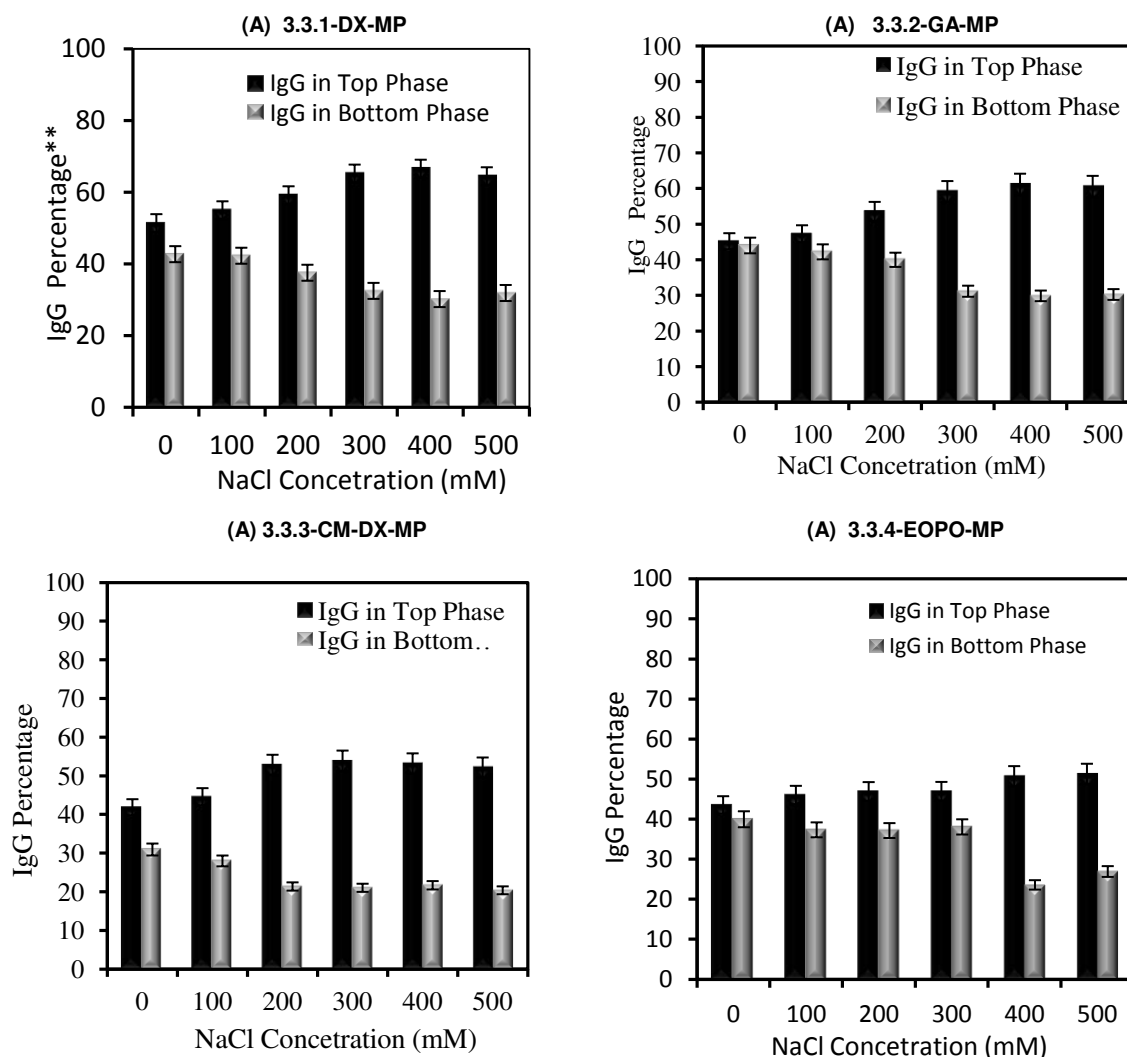 (A) 3.3.1-DX-MP
100
80
60
40
20
0
IgG Percentage**
IgG in Top Phase
IgG in Bottom Phase
0 100 200 300 400 500
NaCl Concetration (mM)
(A) 3.3.2-GA-MP
100
90
80
70
60
50
40
30
20
10
0
IgG Percentage
IgG in Top Phase
IgG in Bottom Phase
0 100 200 300 400 500
NaCl Concetration (mM)
(A) 3.3.3-CM-DX-MP
100
90
80
70
60
50
40
30
20
10
0
IgG Percentage
IgG in Top Phase
IgG in Bottom..
0 100 200 300 400 500
NaCl Concetration (mM)
(A) 3.3.4-EOPO-MP
100
90
80
70
60
50
40
30
20
10
0
IgG Percentage
IgG in Top Phase
IgG in Bottom Phase
0 100 200 300 400 500
NaCl Concetration (mM)